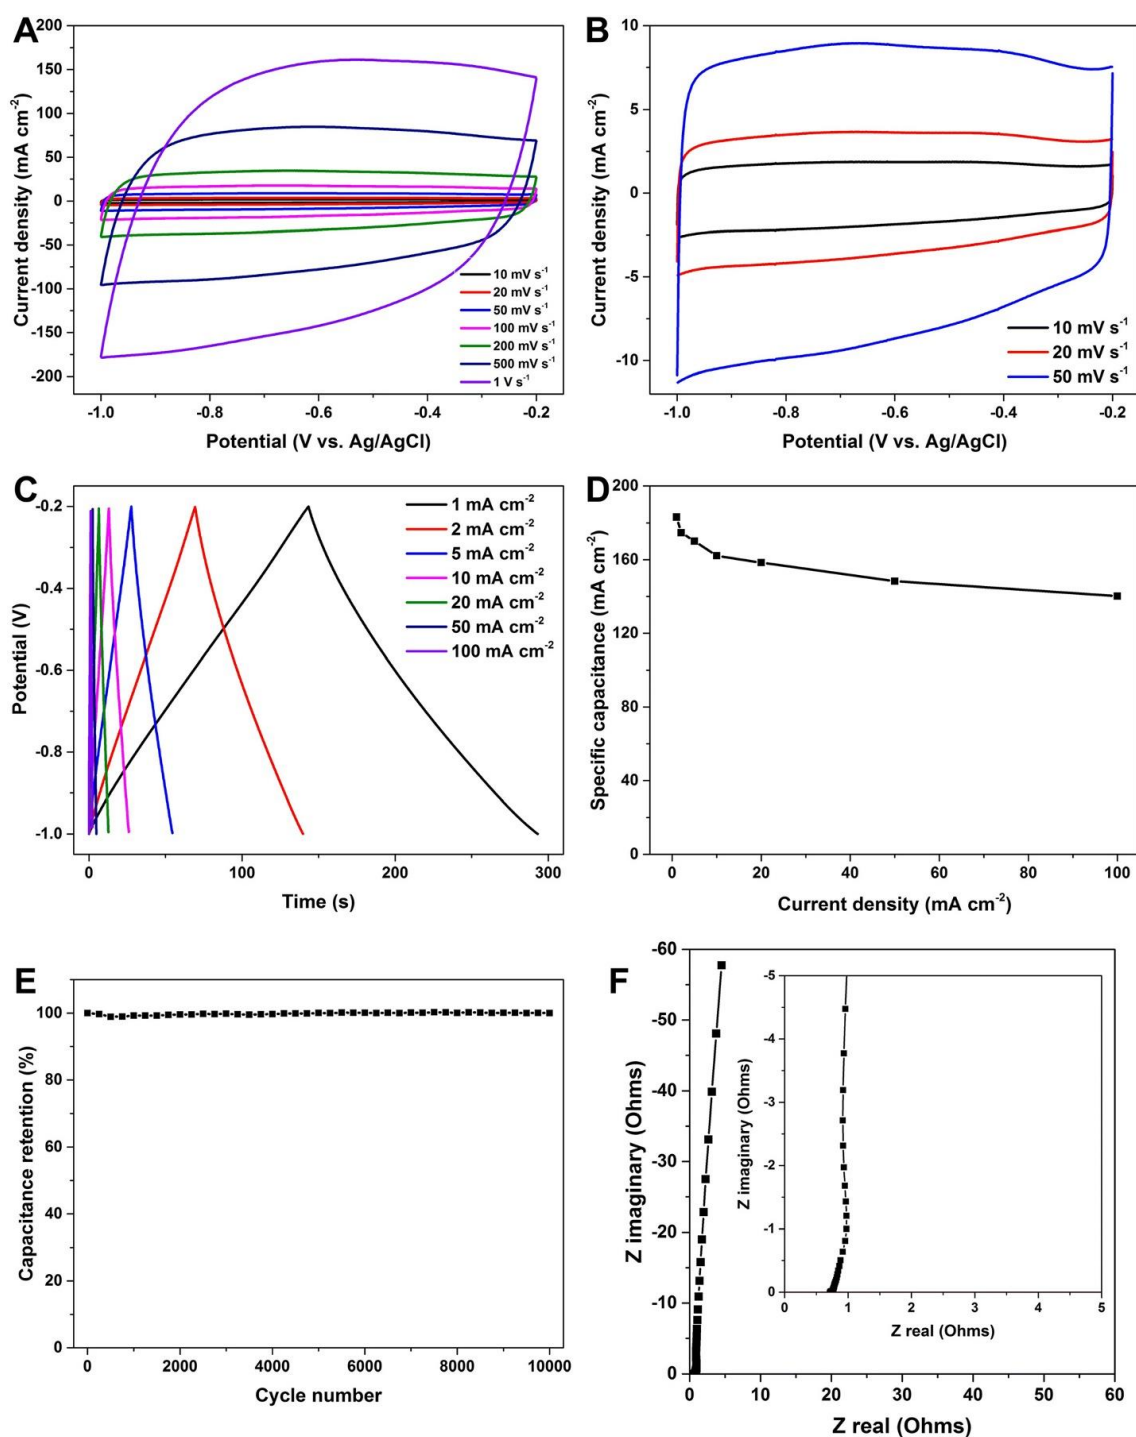 A
Current density (mA cm⁻²)
200
150
100
50
0
-50
-100
-150
-200
10 mV s⁻¹
20 mV s⁻¹
50 mV s⁻¹
100 mV s⁻¹
200 mV s⁻¹
500 mV s⁻¹
1 V s⁻¹
-1.0 -0.8 -0.6 -0.4 -0.2
Potential (V vs. Ag/AgCl)
B
Current density (mA cm⁻²)
10
5
0
-5
-10
10 mV s⁻¹
20 mV s⁻¹
50 mV s⁻¹
-1.0 -0.8 -0.6 -0.4 -0.2
Potential (V vs. Ag/AgCl)
C
Potential (V)
-0.2
-0.4
-0.6
-0.8
-1.0
1 mA cm⁻²
2 mA cm⁻²
5 mA cm⁻²
10 mA cm⁻²
20 mA cm⁻²
50 mA cm⁻²
100 mA cm⁻²
0 100 200 300
Time (s)
D
Specific capacitance (mA cm⁻²)
200
160
120
80
40
0
0 20 40 60 80 100
Current density (mA cm⁻²)
E
Capacitance retention (%)
100
80
60
40
20
0
0 2000 4000 6000 8000 10000
Cycle number
F
Z imaginary (Ohms)
-60
-50
-40
-30
-20
-10
0
0 10 20 30 40 50 60
Z real (Ohms)
Z imaginary (Ohms)
-5
-4
-3
-2
-1
0
0 1 2 3 4 5
Z real (Ohms)